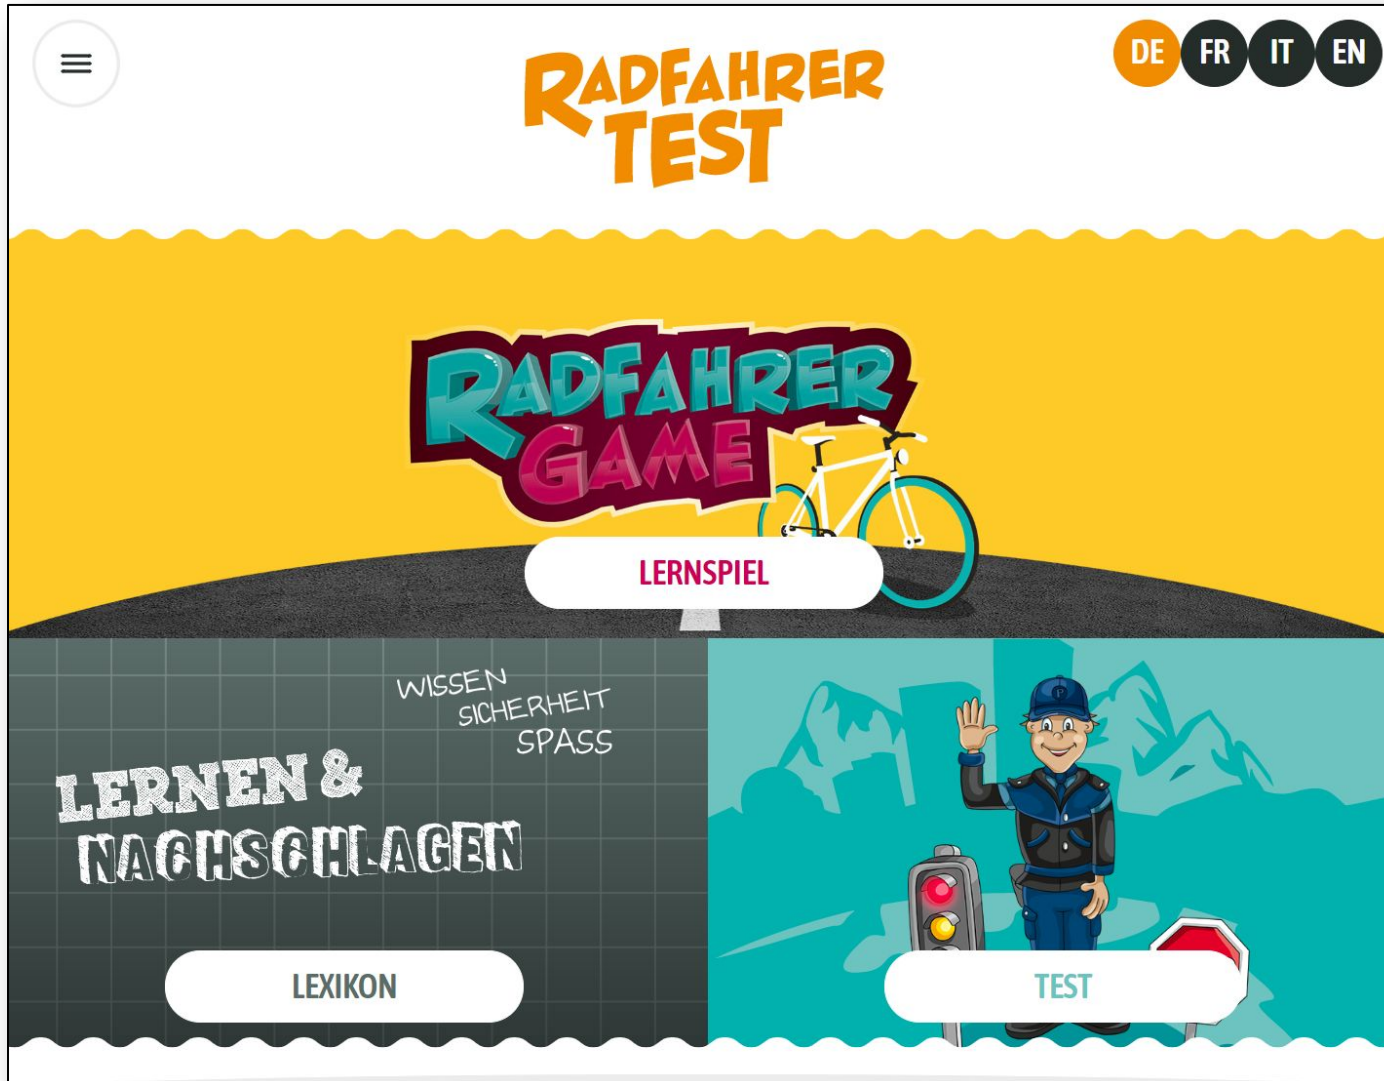 DE FR IT EN
RADFAHRER
TEST
RADFAHRER
GAME
LERNSPIEL
WISSEN
SICHERHEIT
SPASS
LERNEN &
NACHSCHLAGEN
LEXIKON
P
TEST